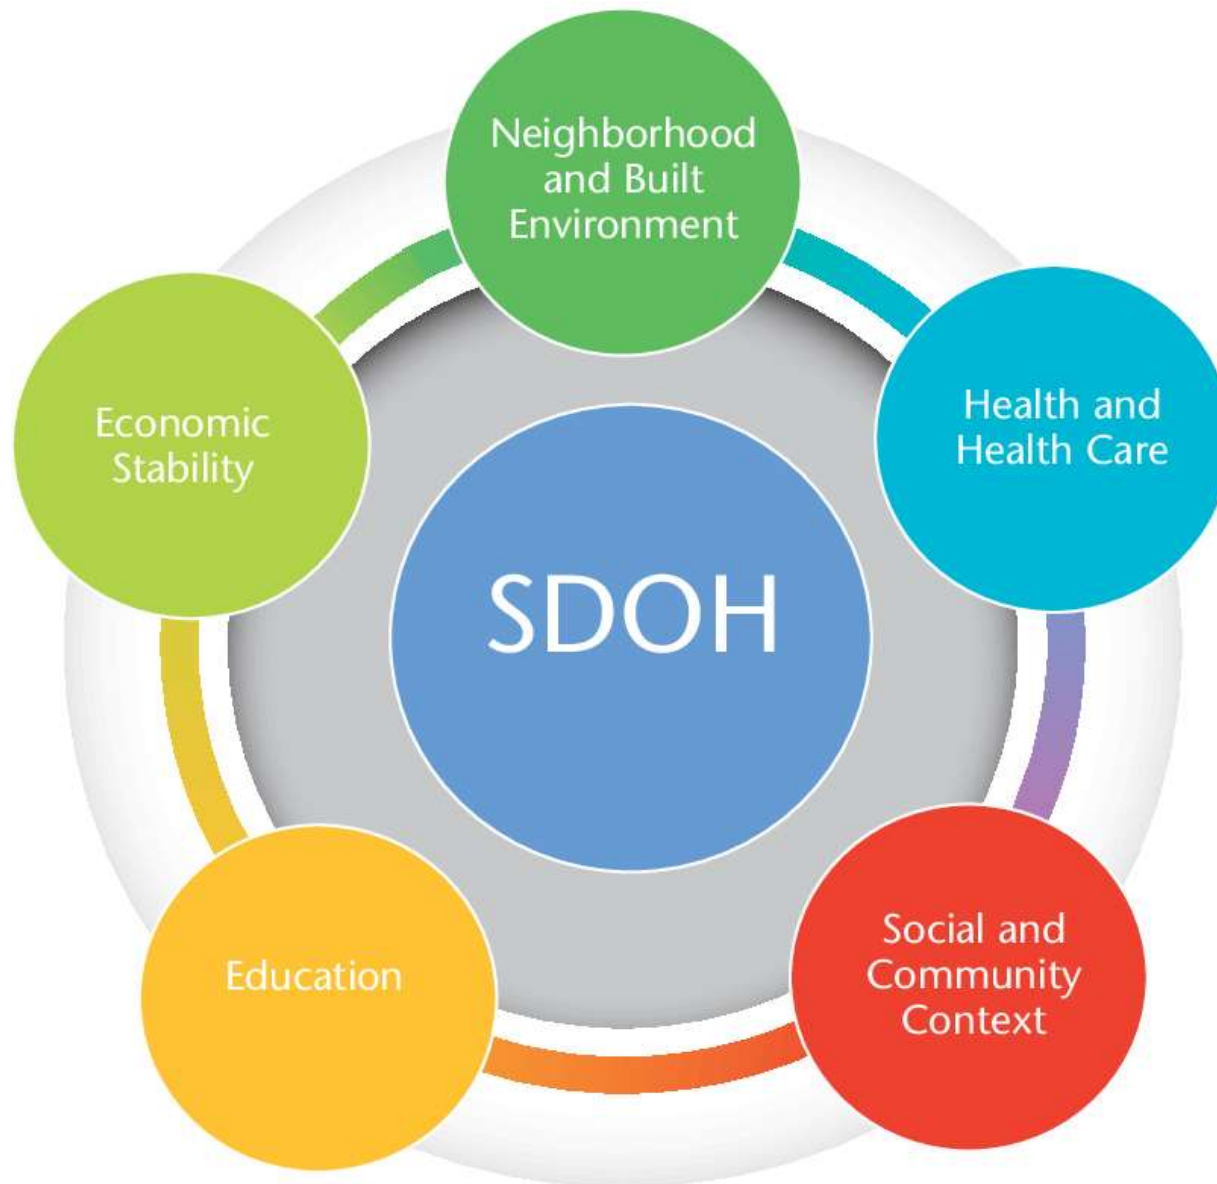 Neighborhood
and Built
Environment
Economic
Stability
Health and
Health Care
SDOH
Education
Social and
Community
Context